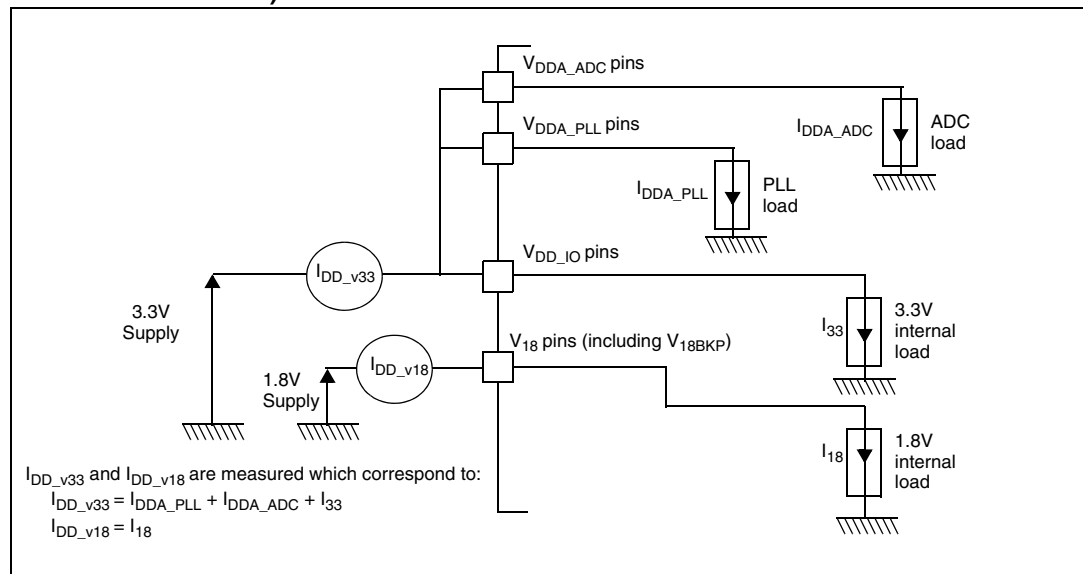 V_DDA_ADC pins
I_DDA_ADC
ADC
load
V_DDA_PLL pins
I_DDA_PLL
PLL
load
V_DD_IO pins
I_DD_v33
3.3V
Supply
I_33
3.3V
internal
load
V_18 pins (including V_18BKP)
I_DD_v18
1.8V
Supply
I_18
1.8V
internal
load
I_DD_v33 and I_DD_v18 are measured which correspond to:
I_DD_v33 = I_DDA_PLL + I_DDA_ADC + I_33
I_DD_v18 = I_18